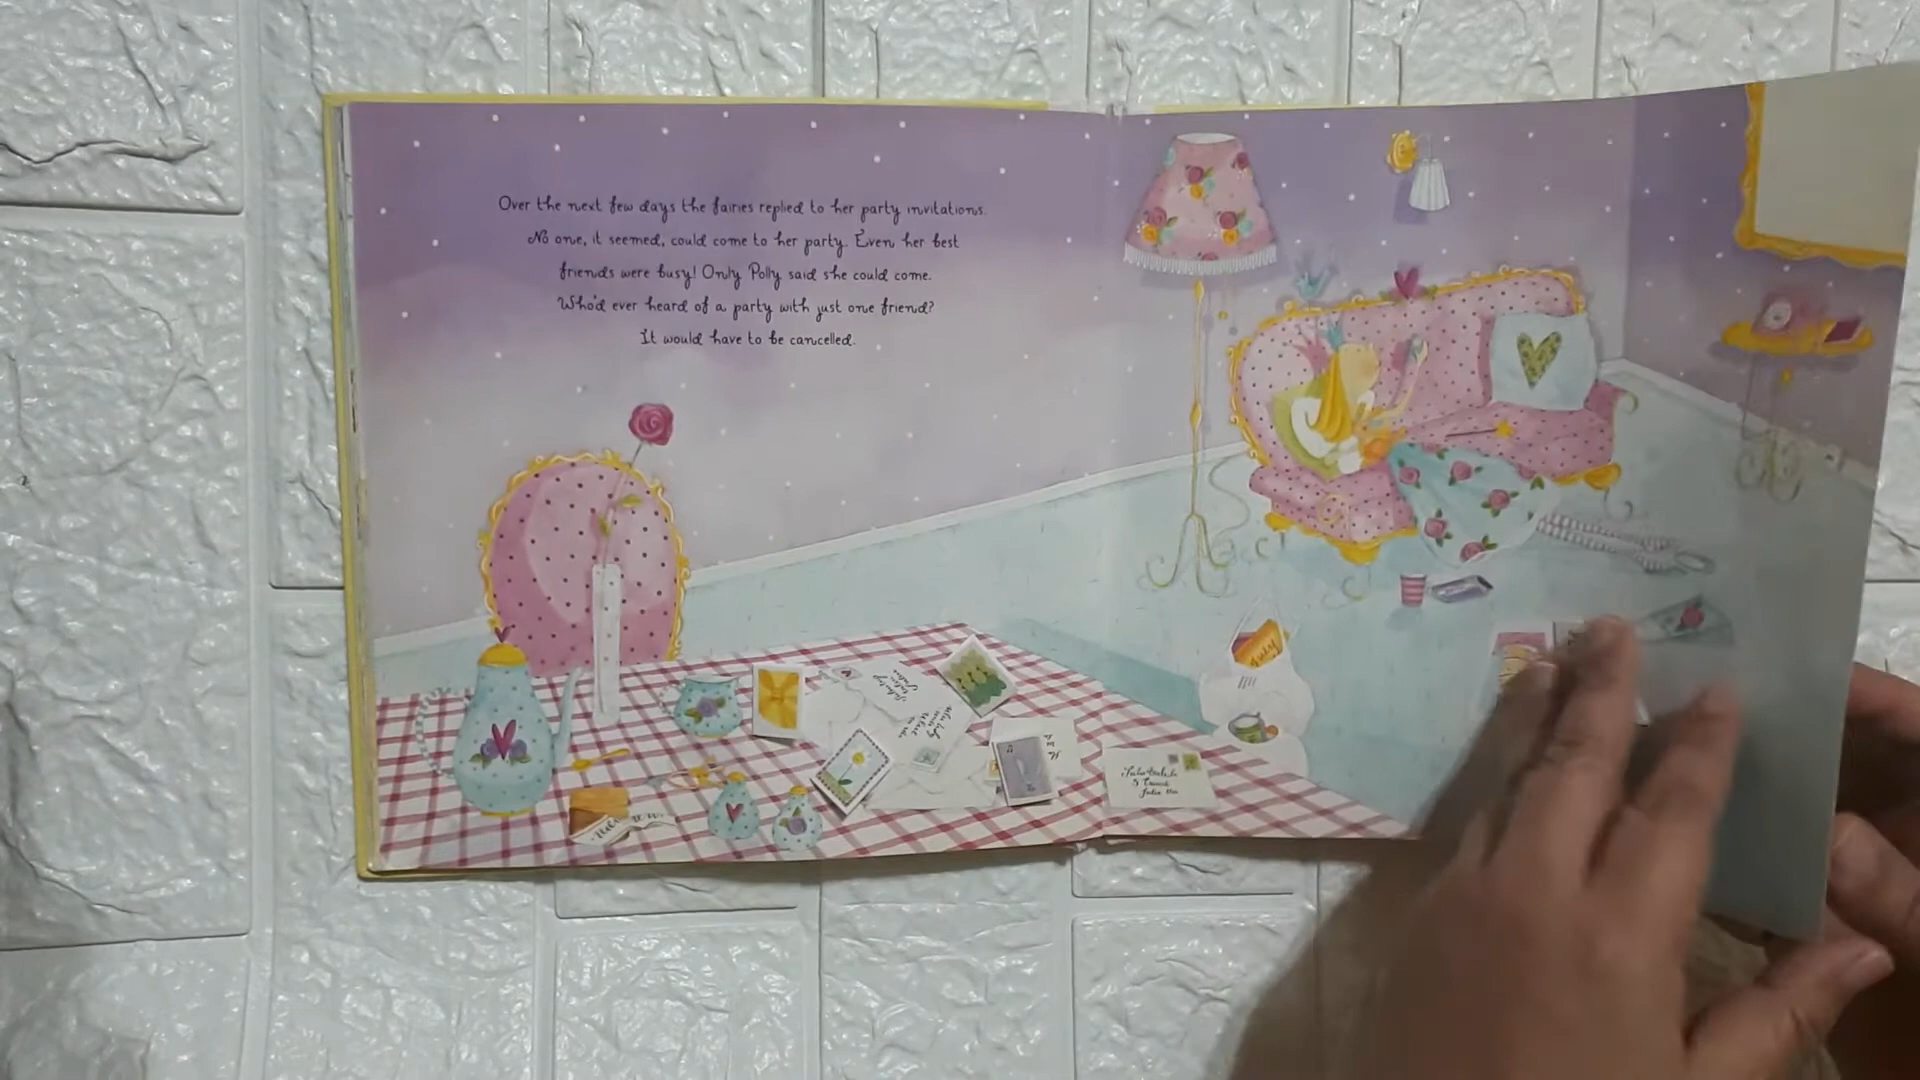 Over the next few days the fairies replied to her party invitations.
No one, it seemed, could come to her party. Even her best
friends were busy! Only Polly said she could come.
Who'd ever heard of a party with just one friend?
It would have to be cancelled.